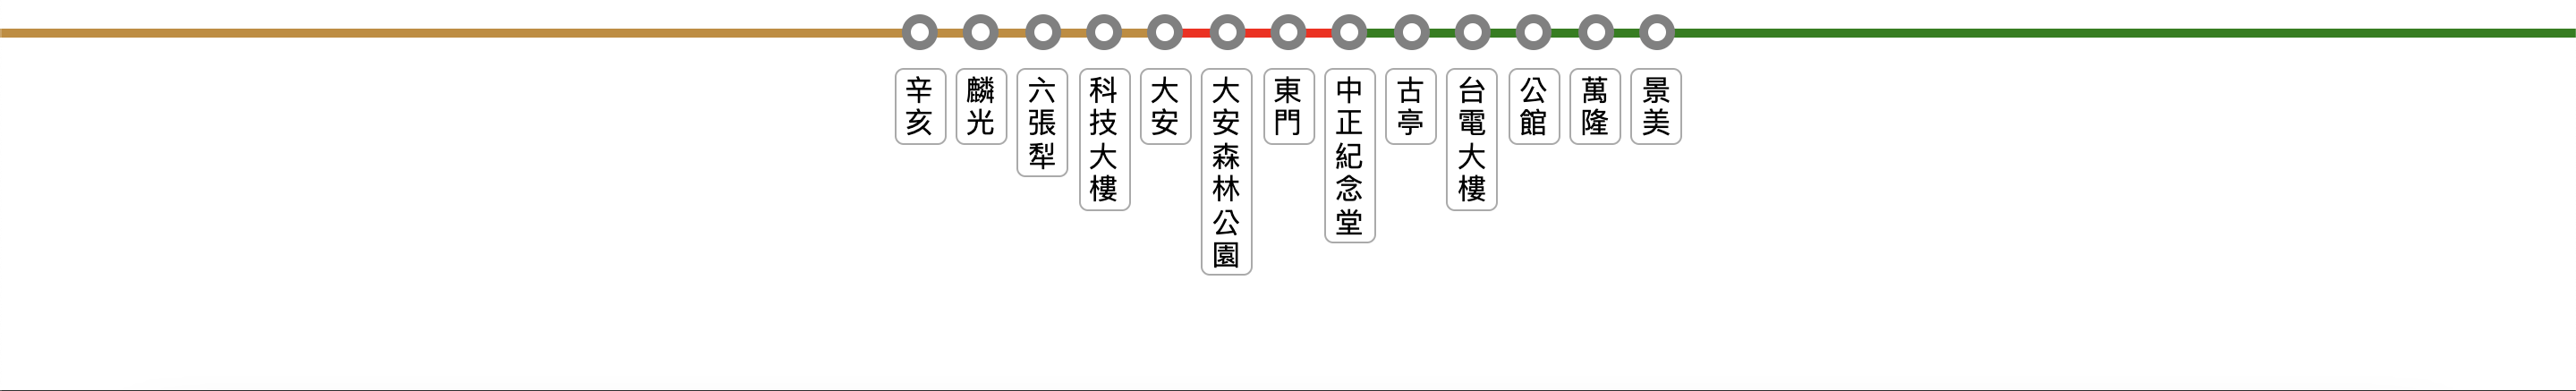 辛亥
麟光
六張犁
科技大樓
大安
大安森林公園
東門
中正紀念堂
古亭
台電大樓
公館
萬隆
景美